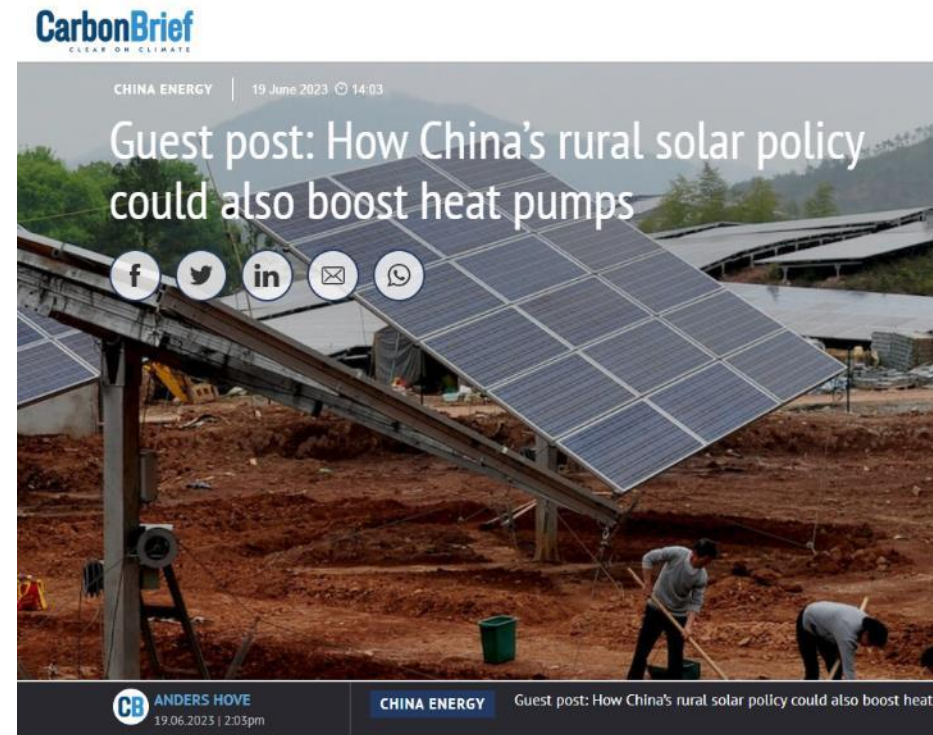 CarbonBrief
CLEAR ON CLIMATE
CHINA ENERGY 19 June 2023 14:03
Guest post: How China's rural solar policy
could also boost heat pumps
f in
CB ANDERS HOVE
19.06.2023 | 2:03pm
CHINA ENERGY Guest post: How China's rural solar policy could also boost heat